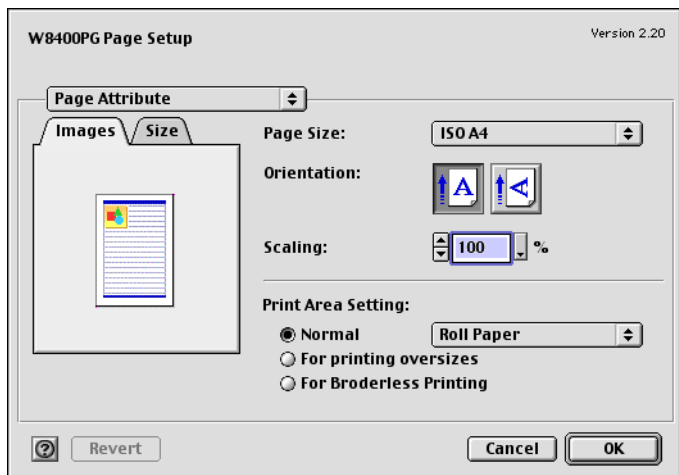 W8400PG Page Setup
Version 2.20
Page Attribute
Images
Size
Page Size:
ISO A4
Orientation:
A
A
Scaling:
100
%
Print Area Setting:
Normal
Roll Paper
For printing oversizes
For Broderless Printing
?
Revert
Cancel
OK